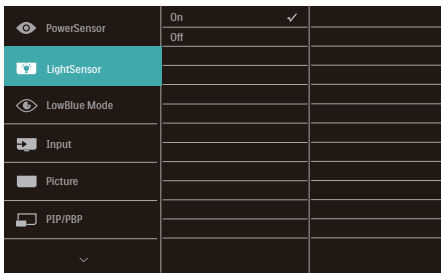 PowerSensor
LightSensor
LowBlue Mode
Input
Picture
PIP/PBP
On
Off